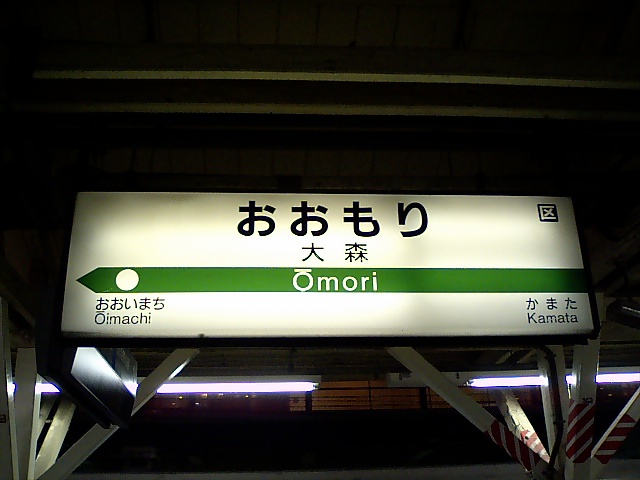 おおもり
区
大森
Ōmori
おおいまち
Ōimachi
かまた
Kamata